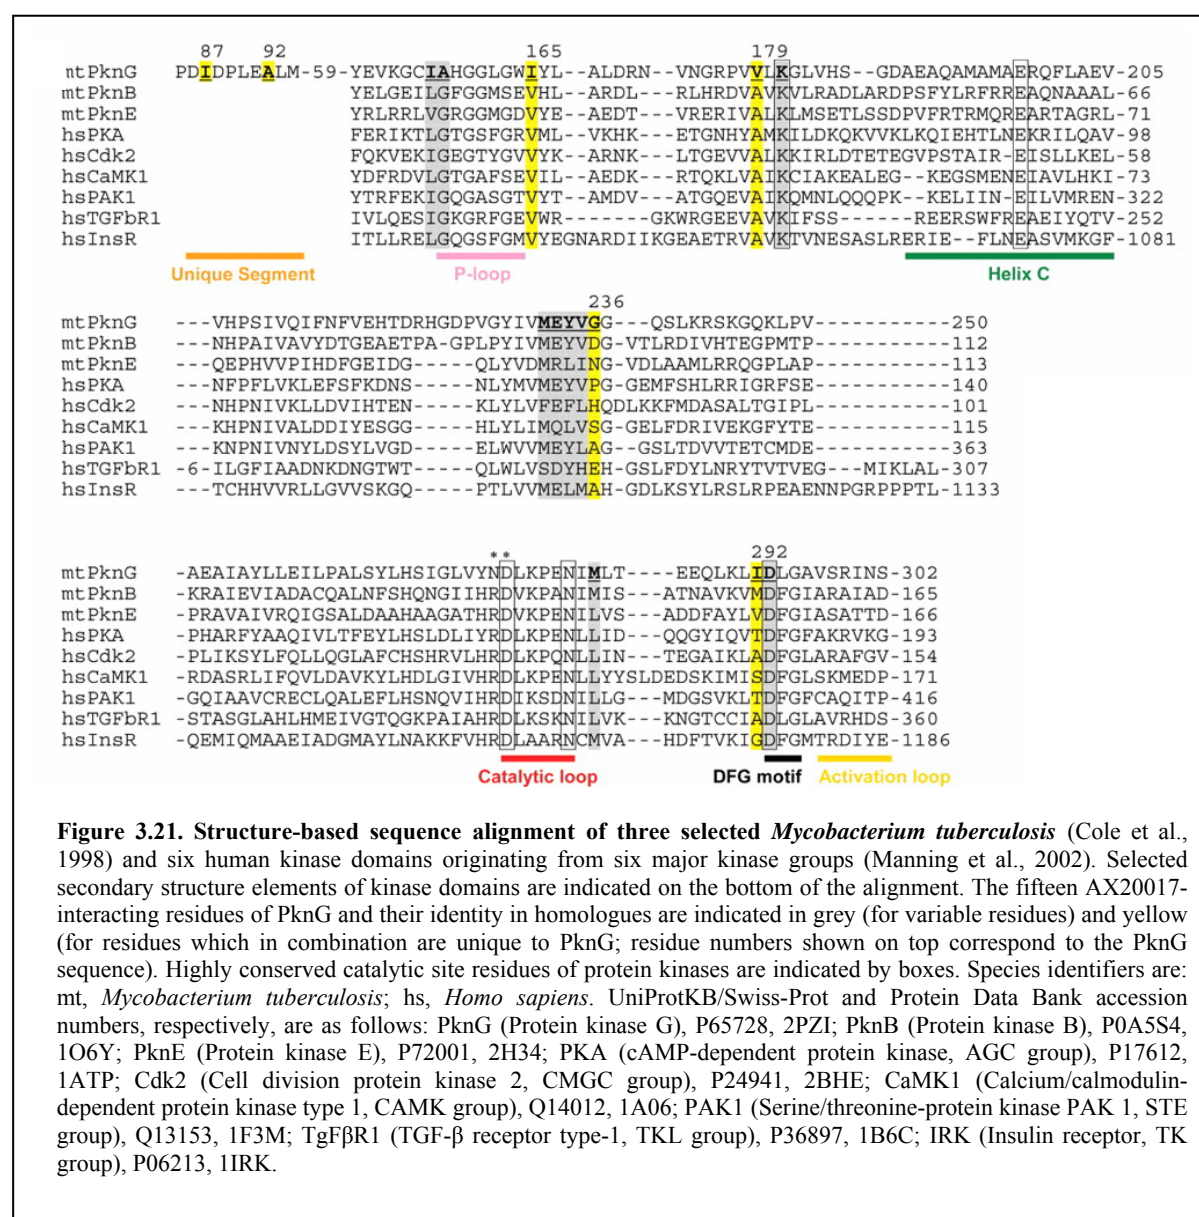 87 92 165 179
mtPknG PDIDPLEALM-59-YEVKGCIAHGGLGWIYL--ALDRN--VNGRPVVLKGLVHS--GDAEAQAMAMAERQFLAEV-205
mtPknB YELGEILGFGGMSEVHL--ARDL--RLHRDVAVKVLRADLARDPSFYLRFRREAQNAAAL-66
mtPknE YRLRRLVGRGGMGDVYE--AEDT--VRERIVALKLMSETLSSDPVFRTRMQREARTAGRL-71
hsPKA FERIKTLGTGSFGRVML--VKHK--ETGNHYAMKILDKQKVVKLKQIEHTLNEKRILQAV-98
hsCdk2 FQKVEKIGEGTYGVVYK--ARNK--LTGEVVALKKIRLDTETEGVPSTAIR-EISLLKEL-58
hsCaMK1 YDFRDVLGTGAFSEVIL--AEDK--RTQKLVAIKCIAKEALEG--KEGSMENEIAVLHKI-73
hsPAK1 YTRFEKIGQGASGTVYT--AMDV--ATGQEVAIKQMNLQQQPK--KELIIN-EILVMREN-322
hsTGFbR1 IVLQESIGKGRFGEVWR------GKWRGEEVAVKIFSS----REERSWFREAEIYQTV-252
hsInsR ITLLRELGQGSFGMVYEGNARDIIKGEAETRVAVKTVNESASLRERIE--FLNEASVMKGF-1081
Unique Segment P-loop Helix C
236
mtPknG ---VHPSIVQIFNFVEHTDRHGDPVGYIVMEYVGG---QSLKRSKGQKLPV-----------250
mtPknB ---NHPAIVAVYDTGEAETPA-GPLPYIVMEYVDG-VTLRDIVHTEGPMTP-----------112
mtPknE ---QEPHVVPIHDFGEIDG-----QLYVDMRLING-VDLAAMLRRQGPLAP-----------113
hsPKA ---NFPFLVKLEFSFKDNS-----NLYMVMEYVPG-GEMFSHLRRIGRFSE-----------140
hsCdk2 ---NHPNIVKLLDVIHTEN-----KLYLVFEFLHQDLKKFMDASALTGIPL-----------101
hsCaMK1 ---KHPNIVALDDIYESGG-----HLYLIMQLVSG-GELFDRIVEKGFYTE-----------115
hsPAK1 ---KNPNIVNYLDSYLVGD-----ELWVVMEYLAG-GSLTDVVTETCMDE------------363
hsTGFbR1 -6-ILGFIAADNKDNGTWT-----QLWLVSDYHEH-GSLFDYLNRYTVTVEG---MIKLAL-307
hsInsR ---TCHHVVRLLGVVSKGQ-----PTLVVMELMAH-GDLKSYLRSLRPEAENNPGRPPPTL-1133
** 292
mtPknG -AEAIAYLLEILPALSYLHSIGLVYNDLKPENIMLT----EEQLKLIDLGAVSRINS-302
mtPknB -KRAIEVIADACQALNFSHQNGIIHRDVKPANIMIS---ATNAVKVMDFGIARAIAD-165
mtPknE -PRAVAIVRQIGSALDAAHAAGATHRDVKPENILVS---ADDFAYLVDFGIASATTD-166
hsPKA -PHARFYAAQIVLTFEYLHSLDLIYRDLKPENLLID---QQGYIQVTDFGFAKRVKG-193
hsCdk2 -PLIKSYLFQLLQGLAFCHSHRVLHRDLKPQNLLIN---TEGAIKLADFGLARAFGV-154
hsCaMK1 -RDASRLIFQVLDAVKYLHDLGIVHRDLKPENLLYYSLDEDSKIMISDFGLSKMEDP-171
hsPAK1 -GQIAAVCRECLQALEFLHSNQVIHRDIKSDNILLG---MDGSVKLTDFGFCAQITP-416
hsTGFbR1 -STASGLAHLHMEIVGTQGKPAIAHRDLKSKNILVK---KNGTCCIADLGLAVRHDS-360
hsInsR -QEMIQMAAEIADGMAYLNAKKFVHRDLAARNCMVA---HDFTVKIGDFGMTRDIYE-1186
Catalytic loop DFG motif Activation loop
Figure 3.21. Structure-based sequence alignment of three selected Mycobacterium tuberculosis (Cole et al.,
1998) and six human kinase domains originating from six major kinase groups (Manning et al., 2002). Selected
secondary structure elements of kinase domains are indicated on the bottom of the alignment. The fifteen AX20017-
interacting residues of PknG and their identity in homologues are indicated in grey (for variable residues) and yellow
(for residues which in combination are unique to PknG; residue numbers shown on top correspond to the PknG
sequence). Highly conserved catalytic site residues of protein kinases are indicated by boxes. Species identifiers are:
mt, Mycobacterium tuberculosis; hs, Homo sapiens. UniProtKB/Swiss-Prot and Protein Data Bank accession
numbers, respectively, are as follows: PknG (Protein kinase G), P65728, 2PZI; PknB (Protein kinase B), P0A5S4,
1O6Y; PknE (Protein kinase E), P72001, 2H34; PKA (cAMP-dependent protein kinase, AGC group), P17612,
1ATP; Cdk2 (Cell division protein kinase 2, CMGC group), P24941, 2BHE; CaMK1 (Calcium/calmodulin-
dependent protein kinase type 1, CAMK group), Q14012, 1A06; PAK1 (Serine/threonine-protein kinase PAK 1, STE
group), Q13153, 1F3M; TgFβR1 (TGF-β receptor type-1, TKL group), P36897, 1B6C; IRK (Insulin receptor, TK
group), P06213, 1IRK.